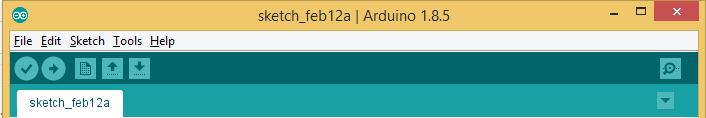 sketch_feb12a | Arduino 1.8.5
File Edit Sketch Tools Help
sketch_feb12a